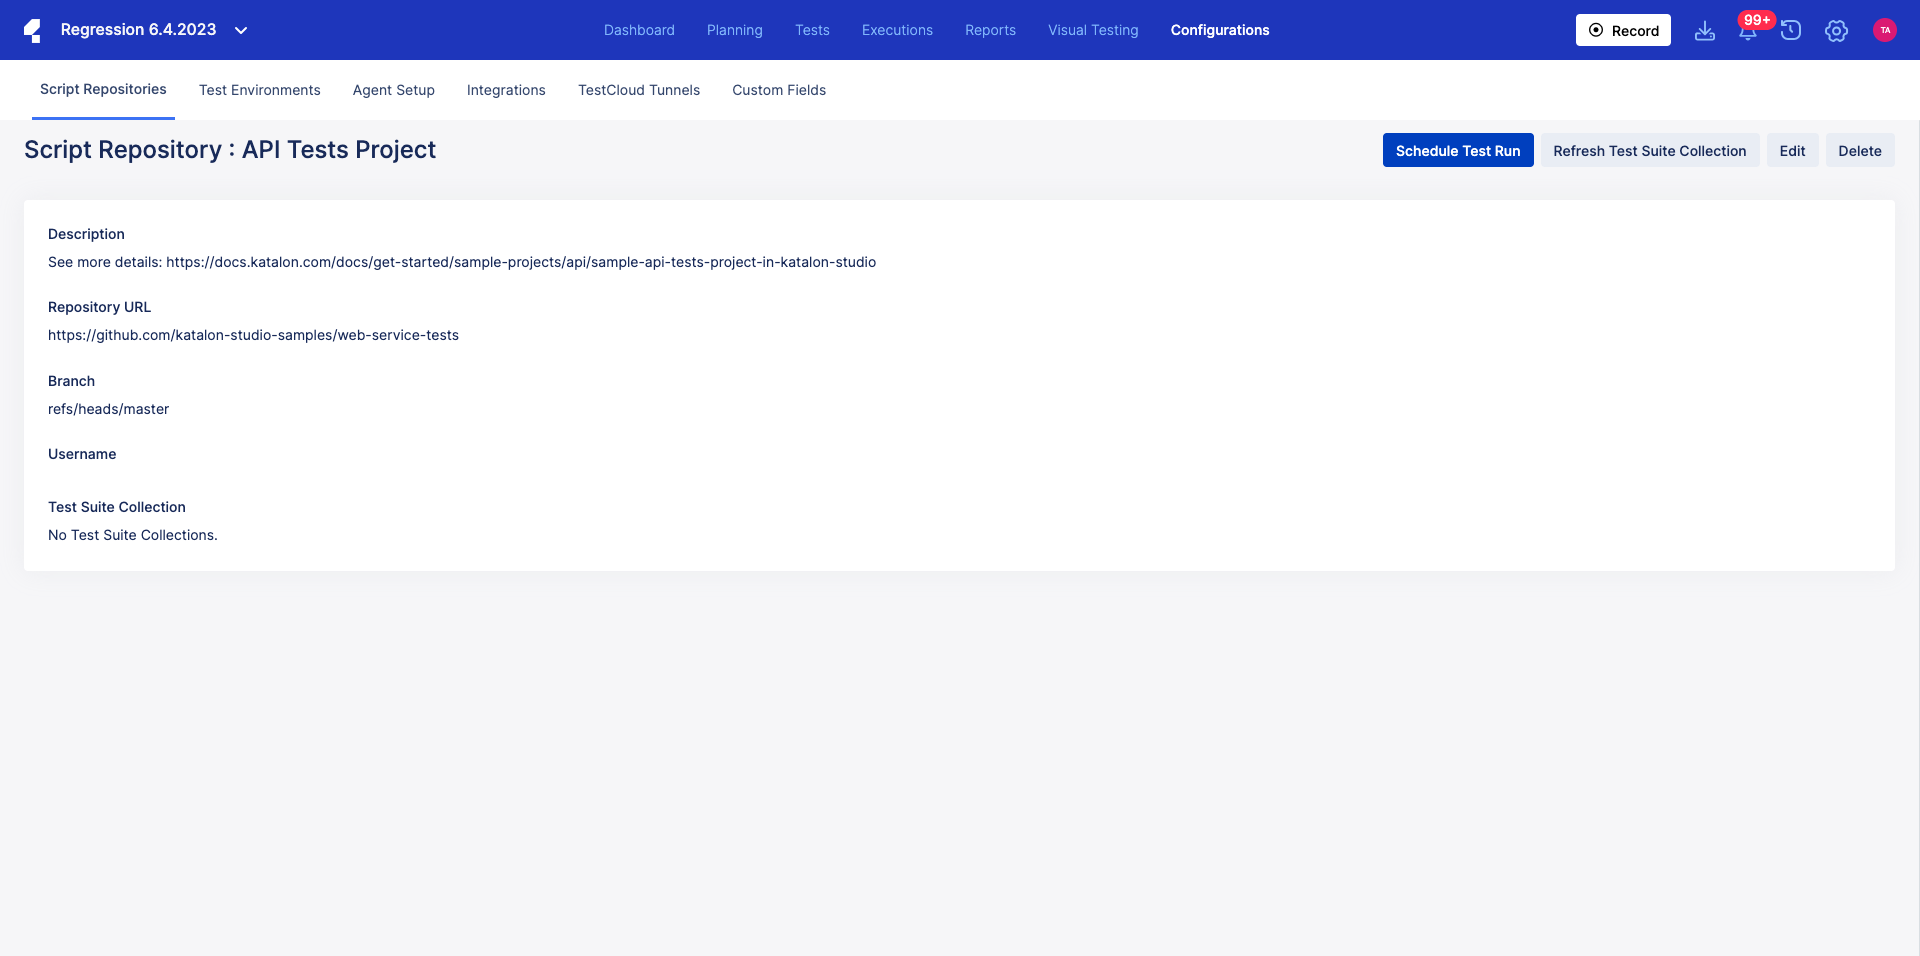 Regression 6.4.2023
Dashboard Planning Tests Executions Reports Visual Testing Configurations
Record
99+
TA
Script Repositories Test Environments Agent Setup Integrations TestCloud Tunnels Custom Fields
Script Repository : API Tests Project
Schedule Test Run Refresh Test Suite Collection Edit Delete
Description
See more details: https://docs.katalon.com/docs/get-started/sample-projects/api/sample-api-tests-project-in-katalon-studio
Repository URL
https://github.com/katalon-studio-samples/web-service-tests
Branch
refs/heads/master
Username
Test Suite Collection
No Test Suite Collections.